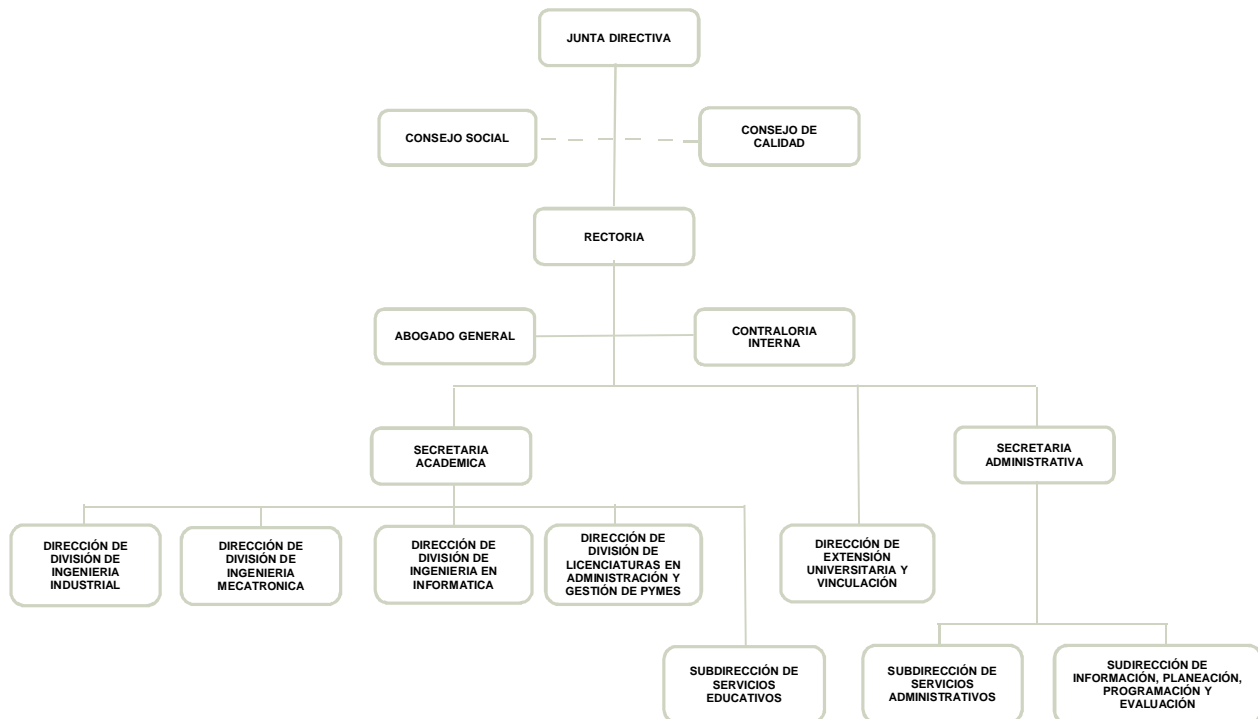 JUNTA DIRECTIVA
CONSEJO SOCIAL
CONSEJO DE
CALIDAD
RECTORIA
ABOGADO GENERAL
CONTRALORIA
INTERNA
SECRETARIA
ACADEMICA
SECRETARIA
ADMINISTRATIVA
DIRECCIÓN DE
DIVISIÓN DE
INGENIERIA
INDUSTRIAL
DIRECCIÓN DE
DIVISIÓN DE
INGENIERIA
MECATRONICA
DIRECCIÓN DE
DIVISIÓN DE
INGENIERIA EN
INFORMATICA
DIRECCIÓN DE
DIVISIÓN DE
LICENCIATURAS EN
ADMINISTRACIÓN Y
GESTIÓN DE PYMES
DIRECCIÓN DE
EXTENSIÓN
UNIVERSITARIA Y
VINCULACIÓN
SUBDIRECCIÓN DE
SERVICIOS
EDUCATIVOS
SUBDIRECCIÓN DE
SERVICIOS
ADMINISTRATIVOS
SUDIRECCIÓN DE
INFORMACIÓN, PLANEACIÓN,
PROGRAMACIÓN Y
EVALUACIÓN